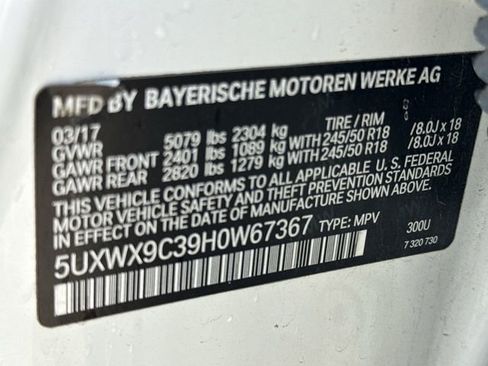 MFD BY BAYERISCHE MOTOREN WERKE AG
03/17 TIRE / RIM
GVWR 5079 lbs 2304 kg
GAWR FRONT 2401 lbs 1089 kg WITH 245/50 R18 /8.0J x 18
GAWR REAR 2820 lbs 1279 kg WITH 245/50 R18 /8.0J x 18
THIS VEHICLE CONFORMS TO ALL APPLICABLE U. S. FEDERAL
MOTOR VEHICLE SAFETY AND THEFT PREVENTION STANDARDS
IN EFFECT ON THE DATE OF MANUFACTURE SHOWN ABOVE.
5UXWX9C39H0W67367 TYPE: MPV 300U
7 320 730